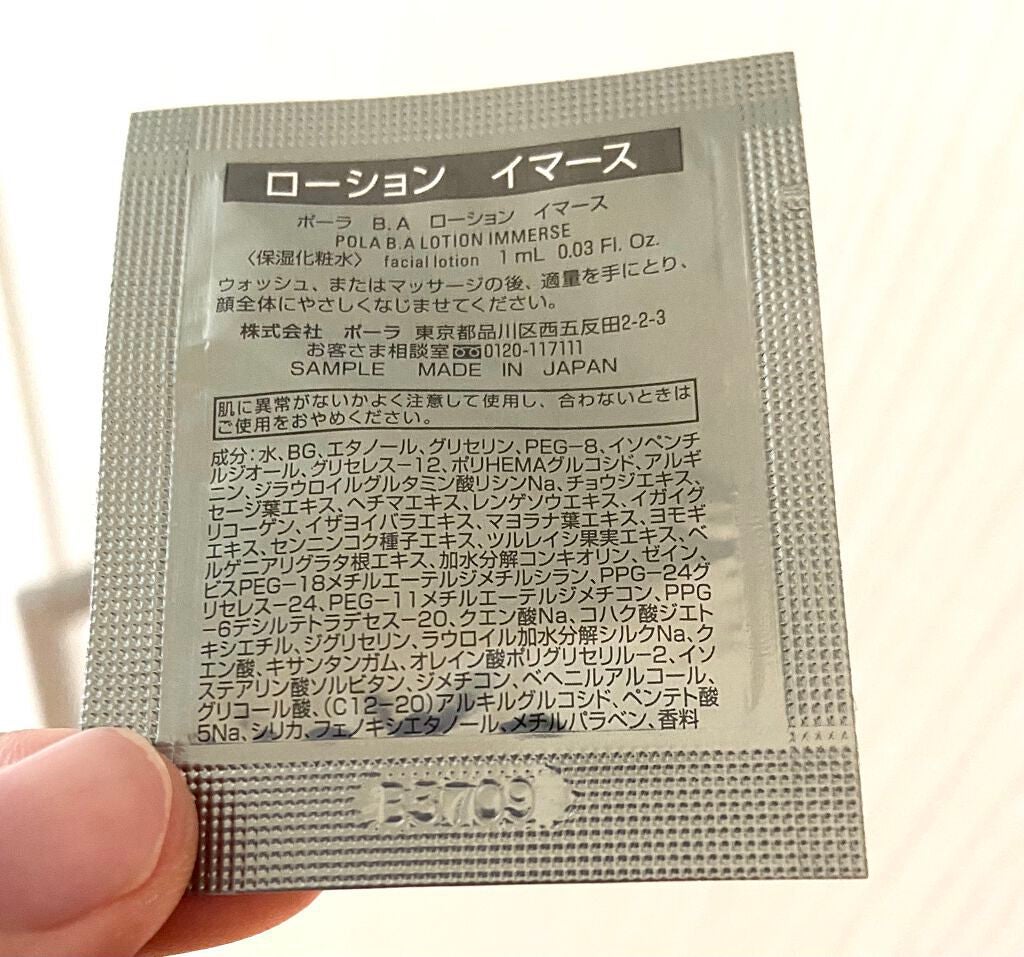 ローション イマース
ポーラ B.A ローション イマース
POLA B.A LOTION IMMERSE
〈保湿化粧水〉 facial lotion 1 mL 0.03 Fl. Oz.
ウォッシュ、またはマッサージの後、適量を手にとり、
顔全体にやさしくなじませてください。
株式会社 ポーラ 東京都品川区西五反田2-2-3
お客さま相談室0120-117111
SAMPLE MADE IN JAPAN
肌に異常がないかよく注意して使用し、合わないときは
ご使用をおやめください。
成分：水、BG、エタノール、グリセリン、PEG-8、イソペンチ
ルジオール、グリセレス-12、ポリHEMAグルコシド、アルギ
ニン、ジラウロイルグルタミン酸リシンNa、チョウジエキス、
セージ葉エキス、ヘチマエキス、レンゲソウエキス、イガイグ
リコーゲン、イザヨイバラエキス、マヨラナ葉エキス、ヨモギ
エキス、センニンコク種子エキス、ツルレイシ果実エキス、ベ
ルゲニアリグラタ根エキス、加水分解コンキオリン、ゼイン、
ビスPEG-18メチルエーテルジメチルシラン、PPG-24グ
リセレス-24、PEG-11メチルエーテルジメチコン、PPG
-6デシルテトラデセス-20、クエン酸Na、コハク酸ジエト
キシエチル、ジグリセリン、ラウロイル加水分解シルクNa、ク
エン酸、キサンタンガム、オレイン酸ポリグリセリル-2、イソ
ステアリン酸ソルビタン、ジメチコン、ベヘニルアルコール、
グリコール酸、(C12-20)アルキルグルコシド、ペンテト酸
5Na、シリカ、フェノキシエタノール、メチルパラベン、香料
B3709